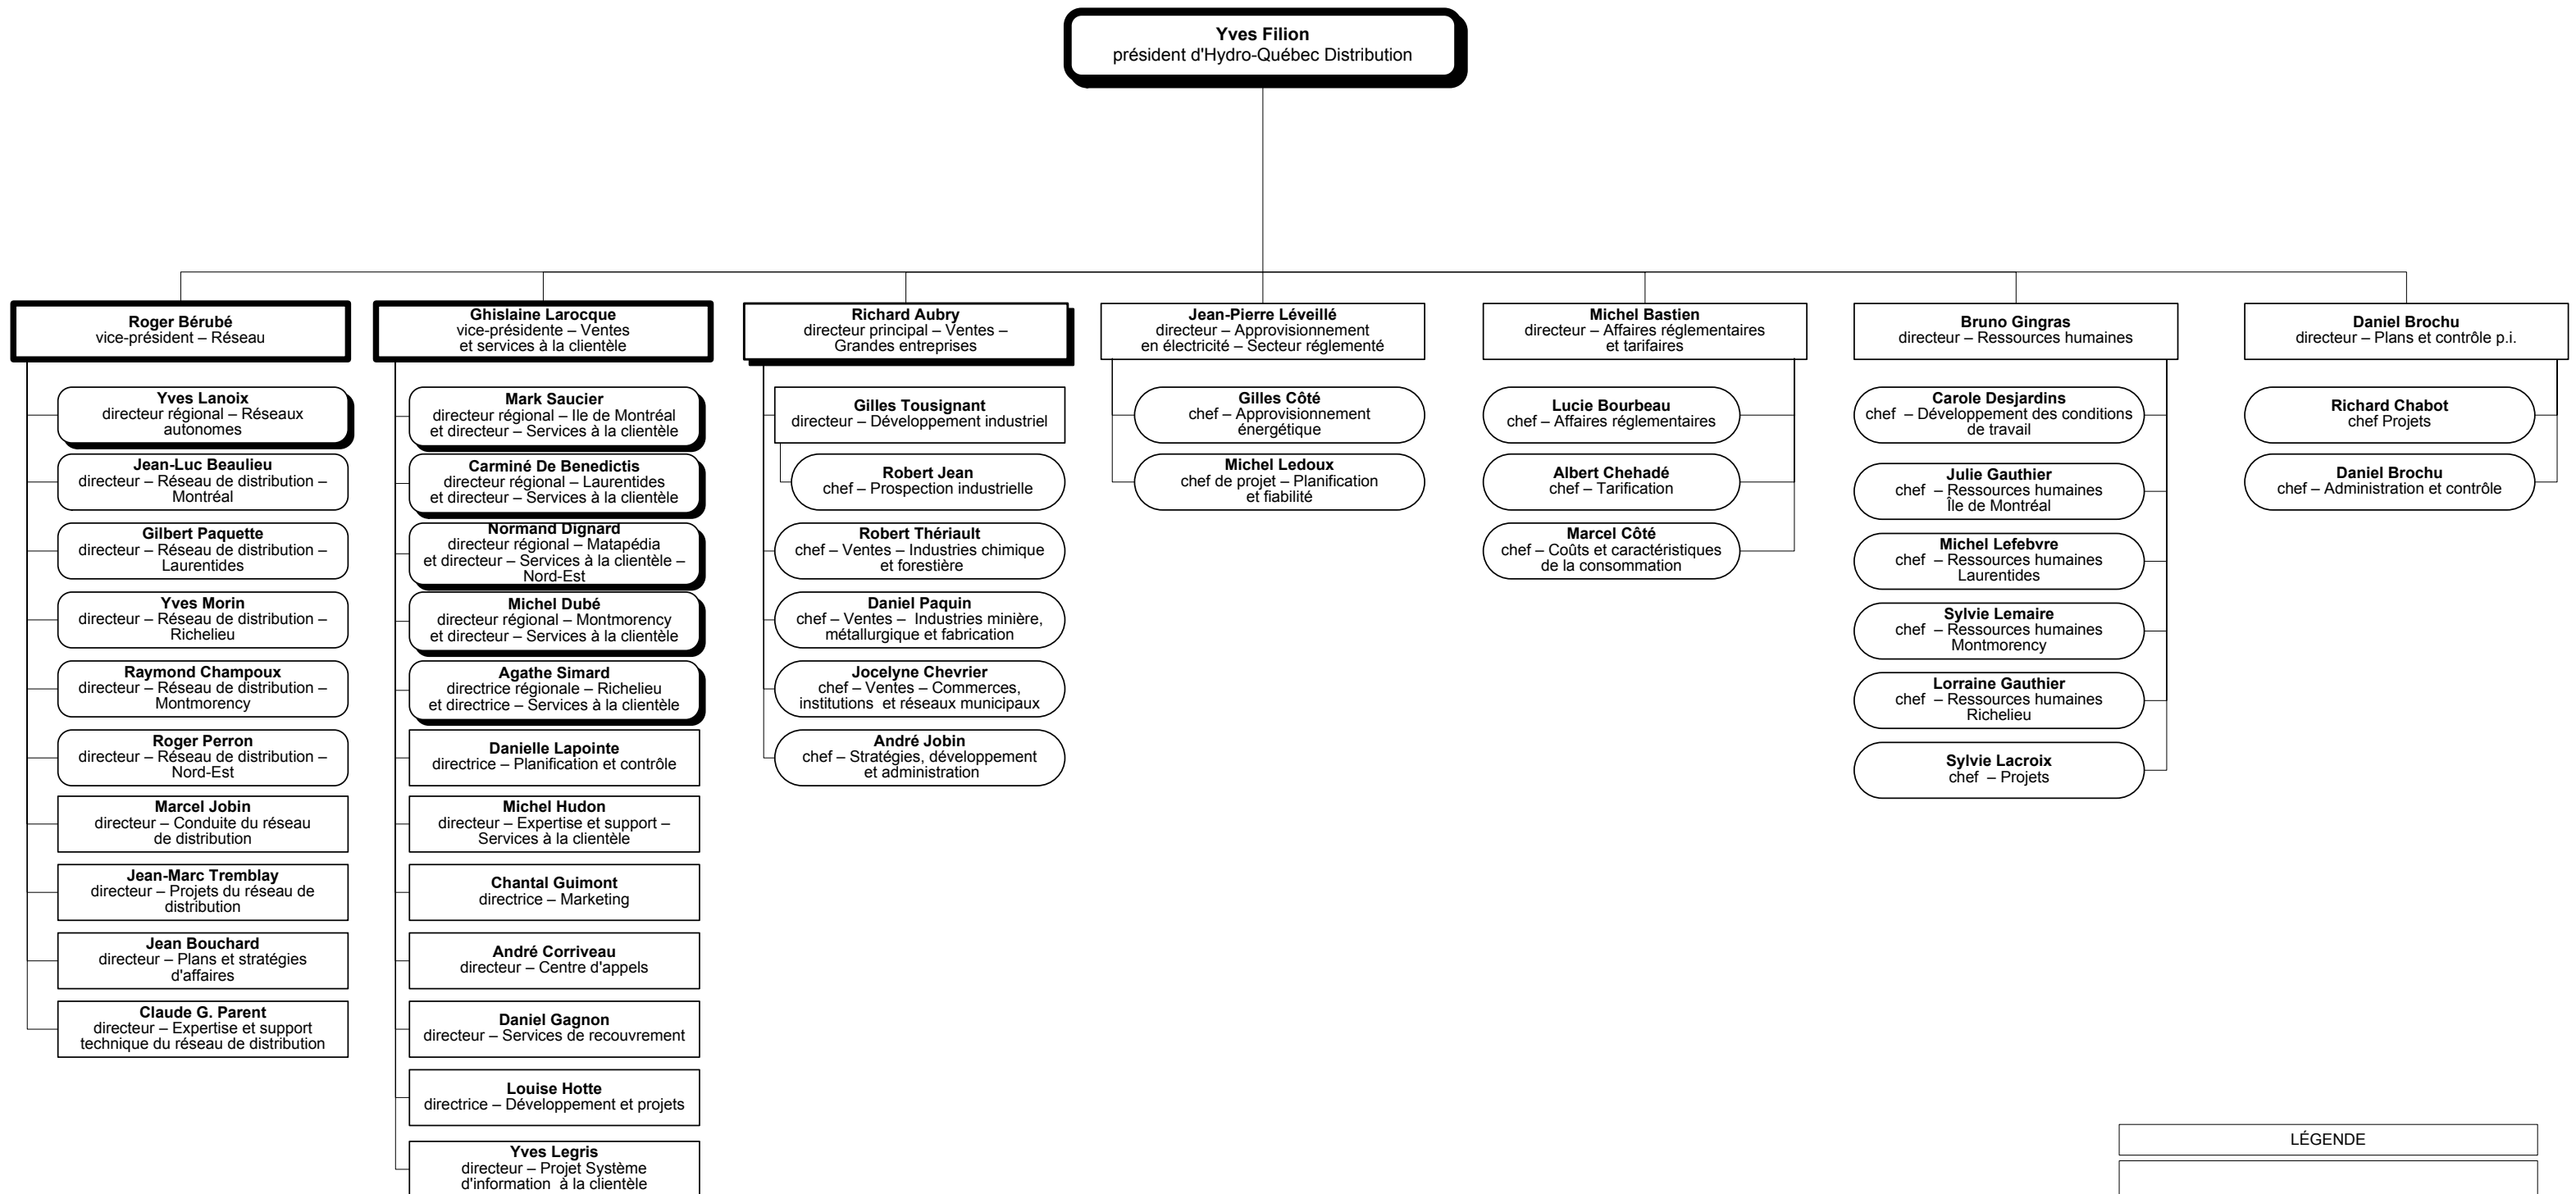 Yves Filion
président d'Hydro-Québec Distribution
Roger Bérubé
vice-président – Réseau
Yves Lanoix
directeur régional – Réseaux
autonomes
Jean-Luc Beaulieu
directeur – Réseau de distribution –
Montréal
Gilbert Paquette
directeur – Réseau de distribution –
Laurentides
Yves Morin
directeur – Réseau de distribution –
Richelieu
Raymond Champoux
directeur – Réseau de distribution –
Montmorency
Roger Perron
directeur – Réseau de distribution –
Nord-Est
Marcel Jobin
directeur – Conduite du réseau
de distribution
Jean-Marc Tremblay
directeur – Projets du réseau de
distribution
Jean Bouchard
directeur – Plans et stratégies
d'affaires
Claude G. Parent
directeur – Expertise et support
technique du réseau de distribution
Ghislaine Larocque
vice-présidente – Ventes
et services à la clientèle
Mark Saucier
directeur régional – Ile de Montréal
et directeur – Services à la clientèle
Carminé De Benedictis
directeur régional – Laurentides
et directeur – Services à la clientèle
Normand Dignard
directeur régional – Matapédia
et directeur – Services à la clientèle –
Nord-Est
Michel Dubé
directeur régional – Montmorency
et directeur – Services à la clientèle
Agathe Simard
directrice régionale – Richelieu
et directrice – Services à la clientèle
Danielle Lapointe
directrice – Planification et contrôle
Michel Hudon
directeur – Expertise et support –
Services à la clientèle
Chantal Guimont
directrice – Marketing
André Corriveau
directeur – Centre d'appels
Daniel Gagnon
directeur – Services de recouvrement
Louise Hotte
directrice – Développement et projets
Yves Legris
directeur – Projet Système
d'information à la clientèle
Richard Aubry
directeur principal – Ventes –
Grandes entreprises
Gilles Tousignant
directeur – Développement industriel
Robert Jean
chef – Prospection industrielle
Robert Thériault
chef – Ventes – Industries chimique
et forestière
Daniel Paquin
chef – Ventes – Industries minière,
métallurgique et fabrication
Jocelyne Chevrier
chef – Ventes – Commerces,
institutions et réseaux municipaux
André Jobin
chef – Stratégies, développement
et administration
Jean-Pierre Léveillé
directeur – Approvisionnement
en électricité – Secteur réglementé
Gilles Côté
chef – Approvisionnement
énergétique
Michel Ledoux
chef de projet – Planification
et fiabilité
Michel Bastien
directeur – Affaires réglementaires
et tarifaires
Lucie Bourbeau
chef – Affaires réglementaires
Albert Chehadé
chef – Tarification
Marcel Côté
chef – Coûts et caractéristiques
de la consommation
Bruno Gingras
directeur – Ressources humaines
Carole Desjardins
chef – Développement des conditions
de travail
Julie Gauthier
chef – Ressources humaines
Île de Montréal
Michel Lefebvre
chef – Ressources humaines
Laurentides
Sylvie Lemaire
chef – Ressources humaines
Montmorency
Lorraine Gauthier
chef – Ressources humaines
Richelieu
Sylvie Lacroix
chef – Projets
Daniel Brochu
directeur – Plans et contrôle p.i.
Richard Chabot
chef Projets
Daniel Brochu
chef – Administration et contrôle
LÉGENDE